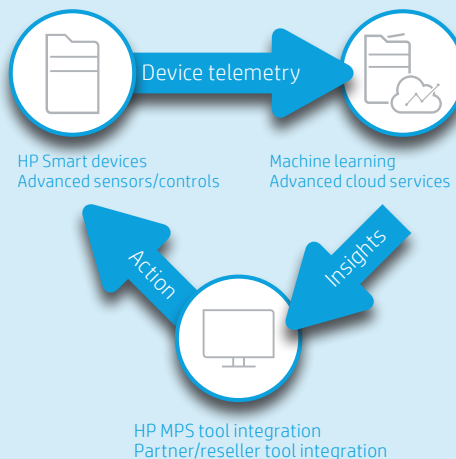 Device telemetry
HP Smart devices
Advanced sensors/controls
Machine learning
Advanced cloud services
Insights
Action
HP MPS tool integration
Partner/reseller tool integration